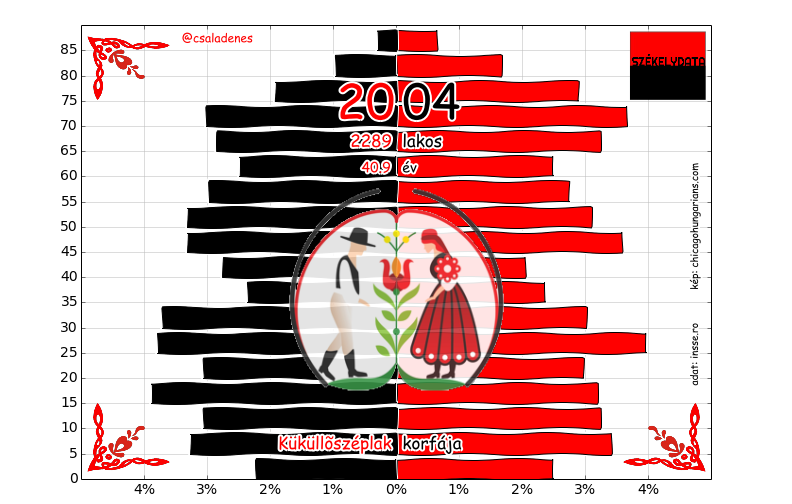 @csaladenes
SZÉKELYDATA
2004
2289 lakos
40.9 év
kép: chicagohungarians.com
adat: insse.ro
Küküllőszéplak korfája
85
80
75
70
65
60
55
50
45
40
35
30
25
20
15
10
5
0
4% 3% 2% 1% 0% 1% 2% 3% 4%